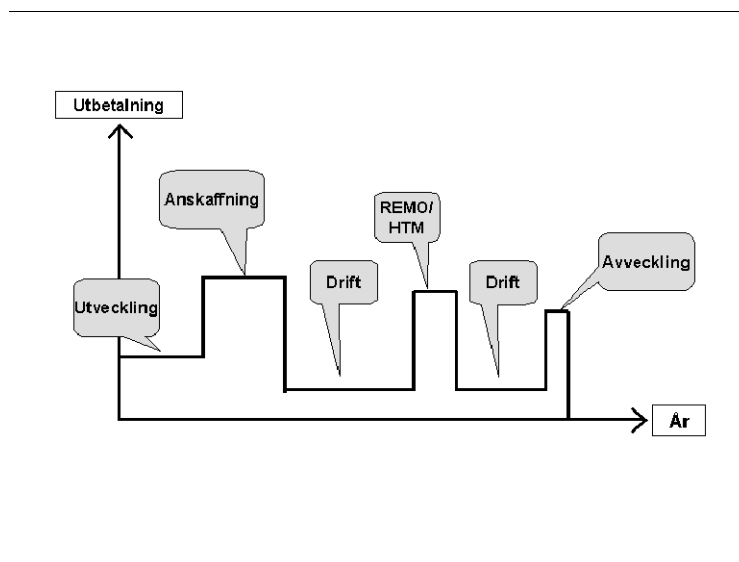 Utbetalning
Anskaffning
REMO/
HTM
Avveckling
Drift
Drift
Utveckling
År